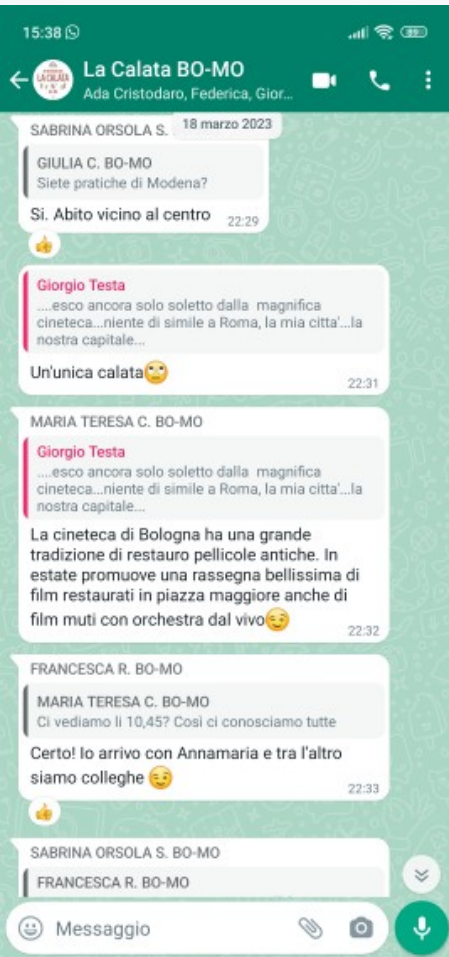 15:38
La Calata BO-MO
Ada Cristodaro, Federica, Gior...
18 marzo 2023
SABRINA ORSOLA S.
GIULIA C. BO-MO
Siete pratiche di Modena?
Si. Abito vicino al centro 22:29
Giorgio Testa
....esco ancora solo soletto dalla magnifica
cineteca...niente di simile a Roma, la mia citta'...la
nostra capitale...
Un'unica calata🙄
22:31
MARIA TERESA C. BO-MO
Giorgio Testa
....esco ancora solo soletto dalla magnifica
cineteca...niente di simile a Roma, la mia citta'...la
nostra capitale...
La cineteca di Bologna ha una grande
tradizione di restauro pellicole antiche. In
estate promuove una rassegna bellissima di
film restaurati in piazza maggiore anche di
film muti con orchestra dal vivo😉
22:32
FRANCESCA R. BO-MO
MARIA TERESA C. BO-MO
Ci vediamo li 10,45? Così ci conosciamo tutte
Certo! Io arrivo con Annamaria e tra l'altro
siamo colleghe 😉
22:33
SABRINA ORSOLA S. BO-MO
FRANCESCA R. BO-MO
Messaggio